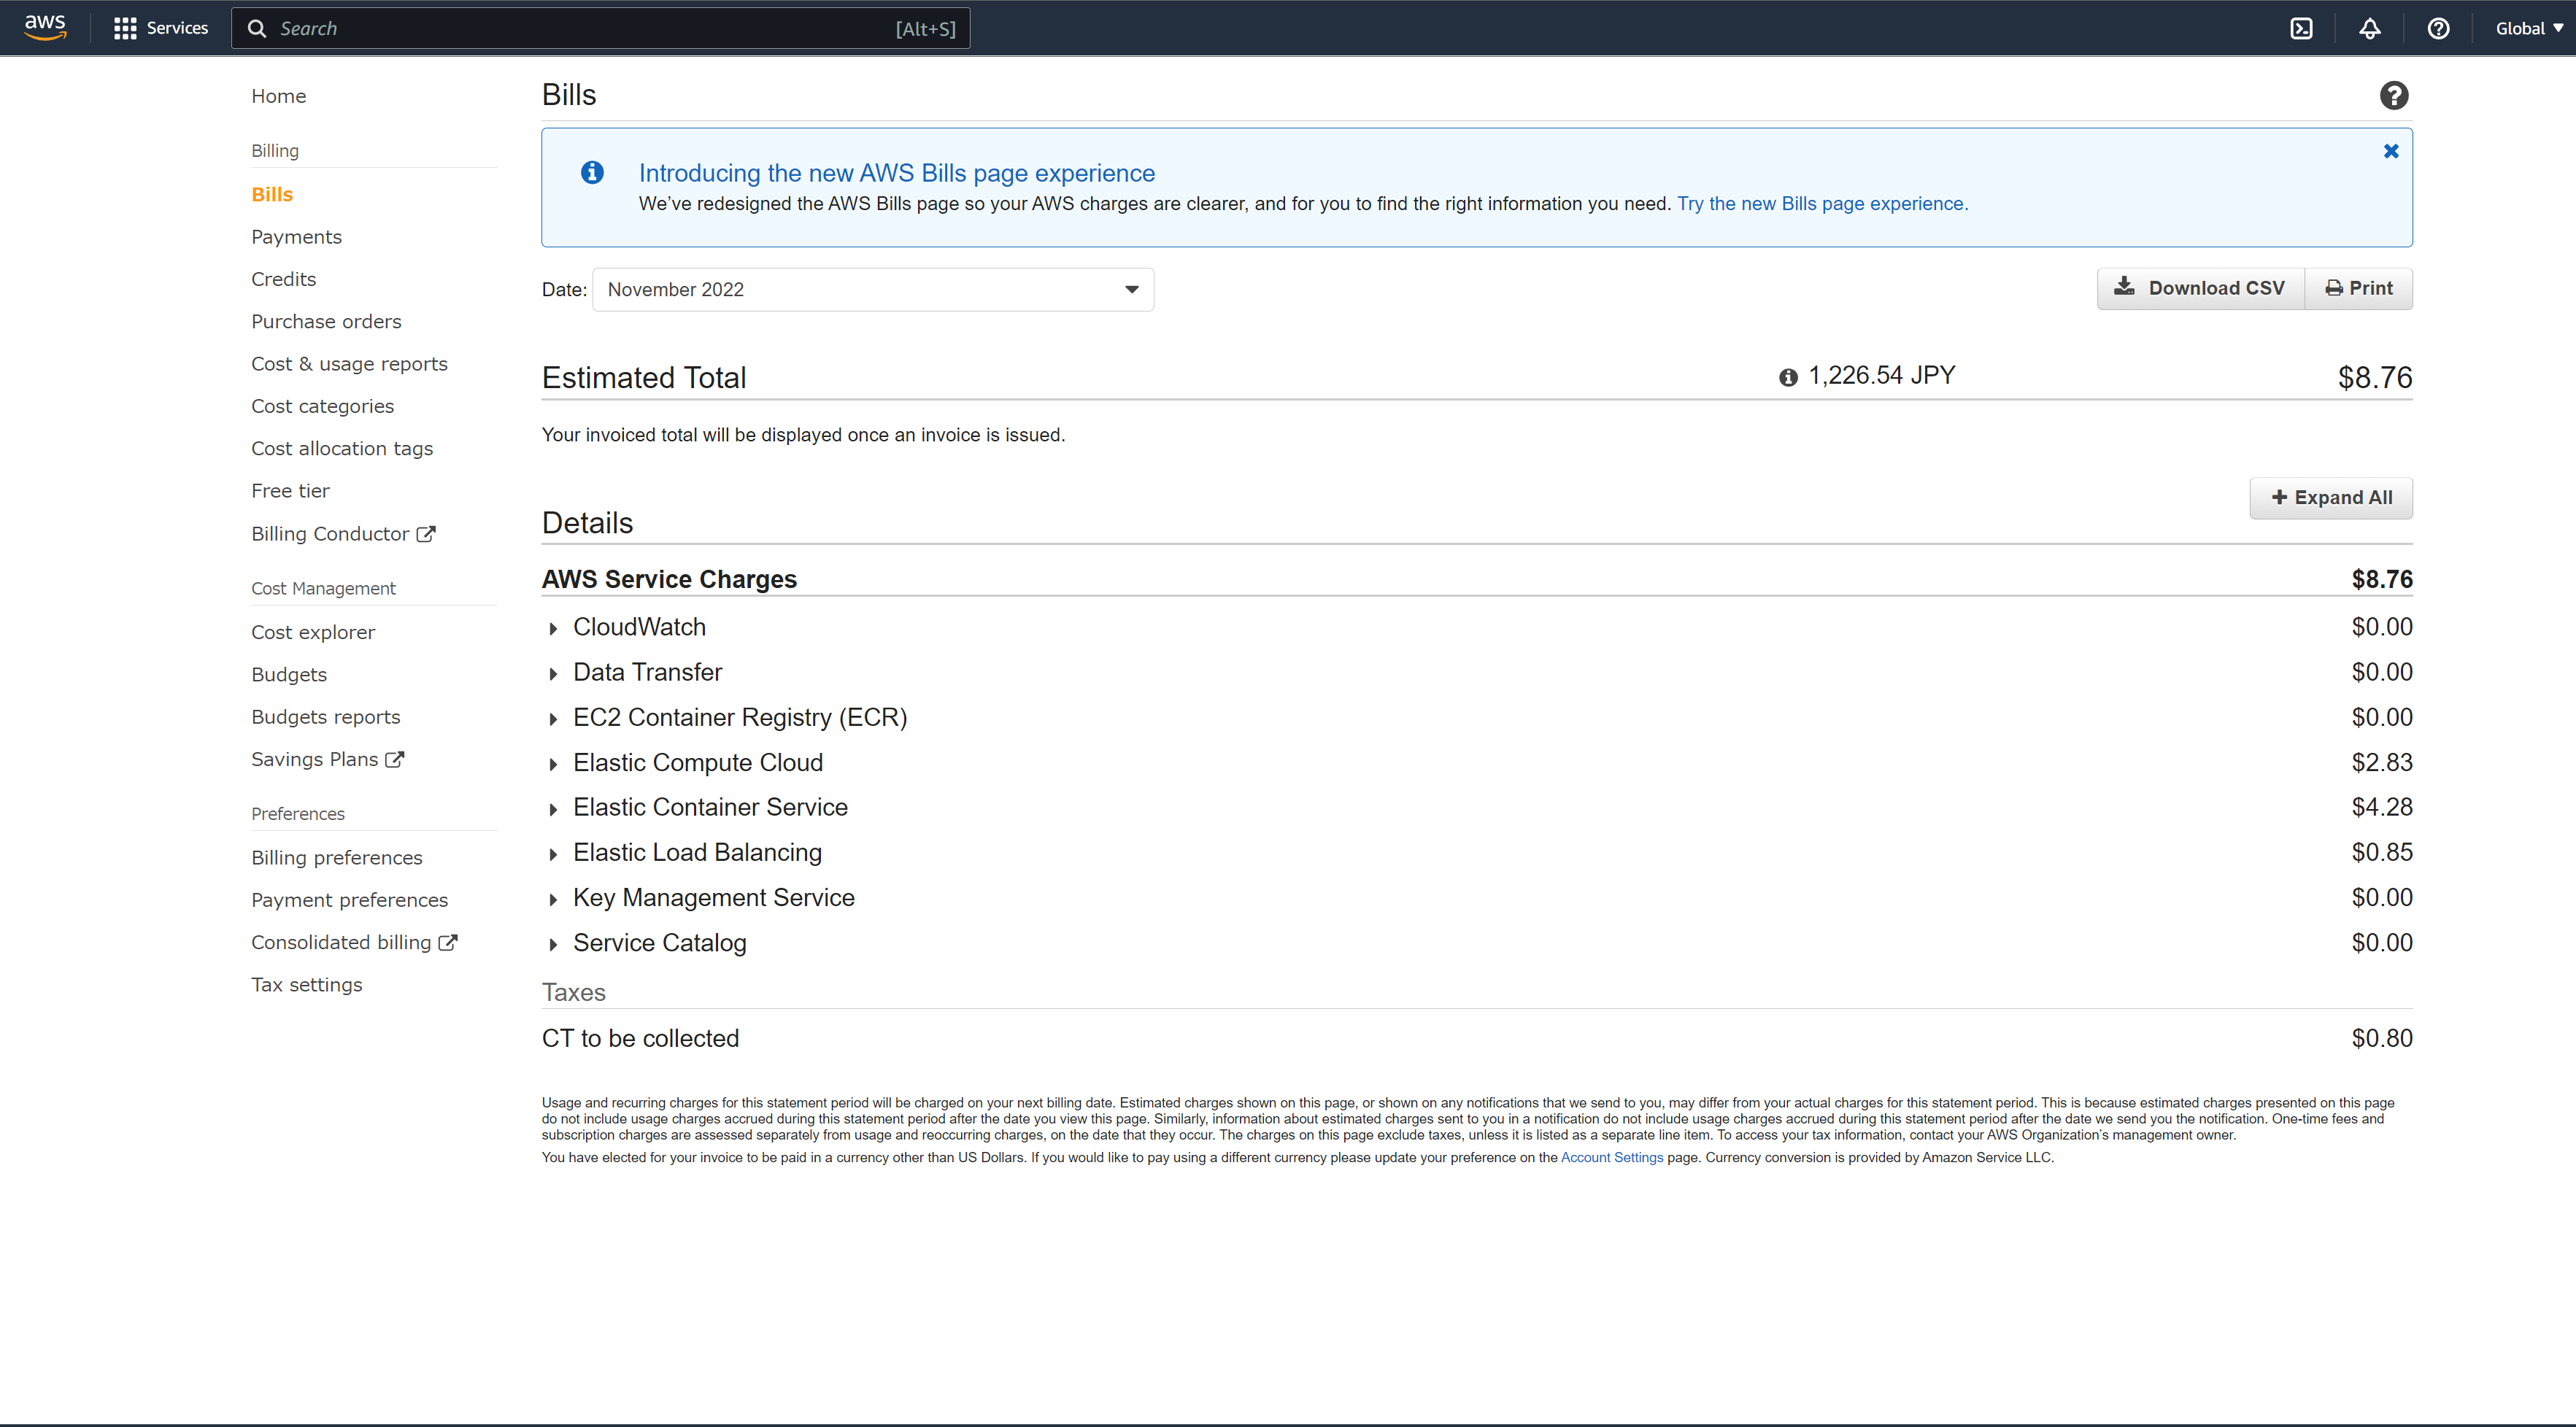 aws
Services
Search
[Alt+S]
Global
Home
Billing
Bills
Payments
Credits
Purchase orders
Cost & usage reports
Cost categories
Cost allocation tags
Free tier
Billing Conductor
Cost Management
Cost explorer
Budgets
Budgets reports
Savings Plans
Preferences
Billing preferences
Payment preferences
Consolidated billing
Tax settings
Bills
Introducing the new AWS Bills page experience
We've redesigned the AWS Bills page so your AWS charges are clearer, and for you to find the right information you need. Try the new Bills page experience.
Date: November 2022
Download CSV
Print
Estimated Total 1,226.54 JPY $8.76
Your invoiced total will be displayed once an invoice is issued.
Expand All
Details
AWS Service Charges $8.76
CloudWatch $0.00
Data Transfer $0.00
EC2 Container Registry (ECR) $0.00
Elastic Compute Cloud $2.83
Elastic Container Service $4.28
Elastic Load Balancing $0.85
Key Management Service $0.00
Service Catalog $0.00
Taxes
CT to be collected $0.80
Usage and recurring charges for this statement period will be charged on your next billing date. Estimated charges shown on this page, or shown on any notifications that we send to you, may differ from your actual charges for this statement period. This is because estimated charges presented on this page
do not include usage charges accrued during this statement period after the date you view this page. Similarly, information about estimated charges sent to you in a notification do not include usage charges accrued during this statement period after the date we send you the notification. One-time fees and
subscription charges are assessed separately from usage and reoccurring charges, on the date that they occur. The charges on this page exclude taxes, unless it is listed as a separate line item. To access your tax information, contact your AWS Organization's management owner.
You have elected for your invoice to be paid in a currency other than US Dollars. If you would like to pay using a different currency please update your preference on the Account Settings page. Currency conversion is provided by Amazon Service LLC.